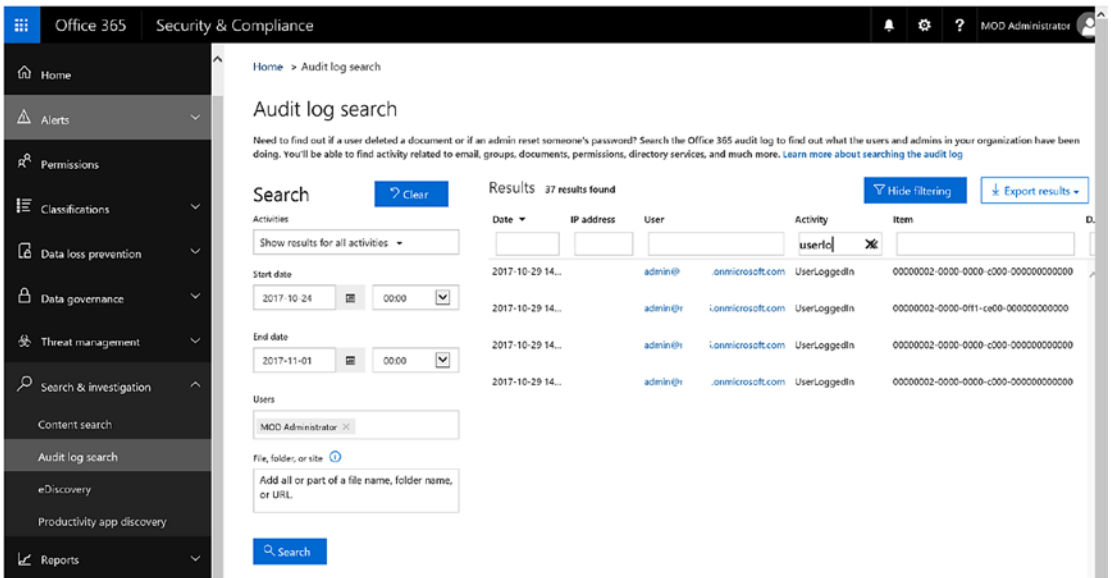 Office 365 Security & Compliance
? MOD Administrator
Home
Alerts
Permissions
Classifications
Data loss prevention
Data governance
Threat management
Search & investigation
Content search
Audit log search
eDiscovery
Productivity app discovery
Reports
Home > Audit log search
Audit log search
Need to find out if a user deleted a document or if an admin reset someone's password? Search the Office 365 audit log to find out what the users and admins in your organization have been
doing. You'll be able to find activity related to email, groups, documents, permissions, directory services, and much more. Learn more about searching the audit log
Search
Clear
Activities
Show results for all activities
Start date
2017-10-24 00:00
End date
2017-11-01 00:00
Users
MOD Administrator ×
File, folder, or site
Add all or part of a file name, folder name,
or URL.
Search
Results 37 results found
Hide filtering
Export results
Date IP address User Activity Item D.
userlo
2017-10-29 14... admin@ .onmicrosoft.com UserLoggedIn 00000002-0000-0000-c000-000000000000
2017-10-29 14... admin@r i.onmicrosoft.com UserLoggedIn 00000002-0000-0ff1-ce00-000000000000
2017-10-29 14... admin@r i.onmicrosoft.com UserLoggedIn 00000002-0000-0000-c000-000000000000
2017-10-29 14... admin@r .onmicrosoft.com UserLoggedIn 00000002-0000-0000-c000-000000000000